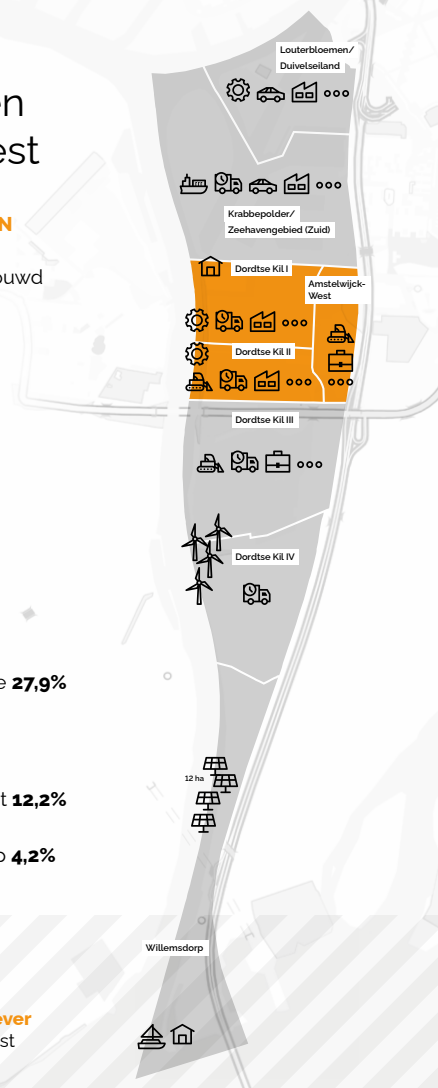 Louterbloemen/
Duivelseiland
en
est
N
ouwd
Krabbepolder/
Zeehavengebied (Zuid)
Dordtse Kil I
Amstelwijck-
West
Dordtse Kil II
Dordtse Kil III
Dordtse Kil IV
e 27,9%
12 ha
t 12,2%
o 4,2%
Willemsdorp
ever
st